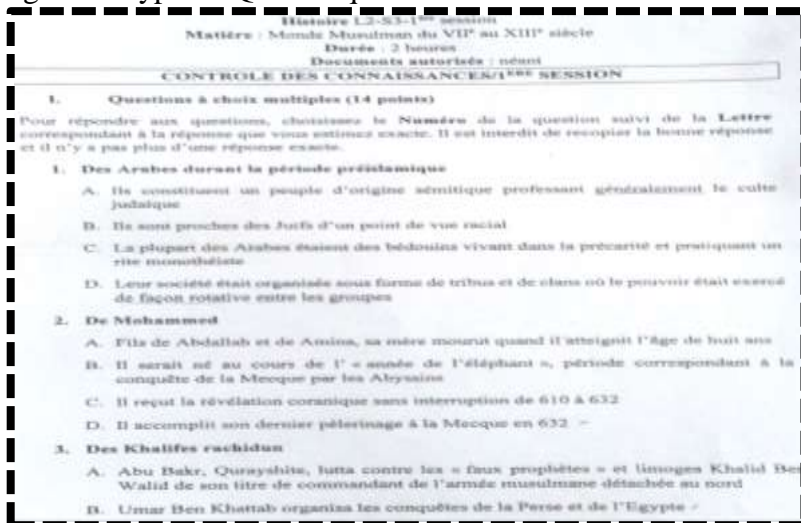 Histoire L2-S3-1ère session
Matière : Monde Musulman du VII° au XIII° siècle
Durée : 2 heures
Documents autorisés : néant
CONTROLE DES CONNAISSANCES/1ERE SESSION
1. Questions à choix multiples (14 points)
Pour répondre aux questions, choisissez le Numéro de la question suivi de la Lettre
correspondant à la réponse que vous estimez exacte. Il est interdit de recopier la bonne réponse
et il n'y a pas plus d'une réponse exacte.
1. Des Arabes durant la période préislamique
A. Ils constituent un peuple d'origine sémitique professant généralement le culte
judaïque
B. Ils sont proches des Juifs d'un point de vue racial
C. La plupart des Arabes étaient des bédouins vivant dans la précarité et pratiquant un
rite monothéiste
D. Leur société était organisée sous forme de tribus et de clans où le pouvoir était exercé
de façon rotative entre les groupes
2. De Mohammed
A. Fils de Abdallah et de Amina, sa mère mourut quand il atteignit l'âge de huit ans
B. Il serait né au cours de l' « année de l'éléphant », période correspondant à la
conquête de la Mecque par les Abyssins
C. Il reçut la révélation coranique sans interruption de 610 à 632
D. Il accomplit son dernier pèlerinage à la Mecque en 632
3. Des Khalifes rachidun
A. Abu Bakr, Qurayshite, lutta contre les « faux prophètes » et limogea Khalid Ben
Walid de son titre de commandant de l'armée musulmane détachée au nord
B. Umar Ben Khattab organisa les conquêtes de la Perse et de l'Egypte